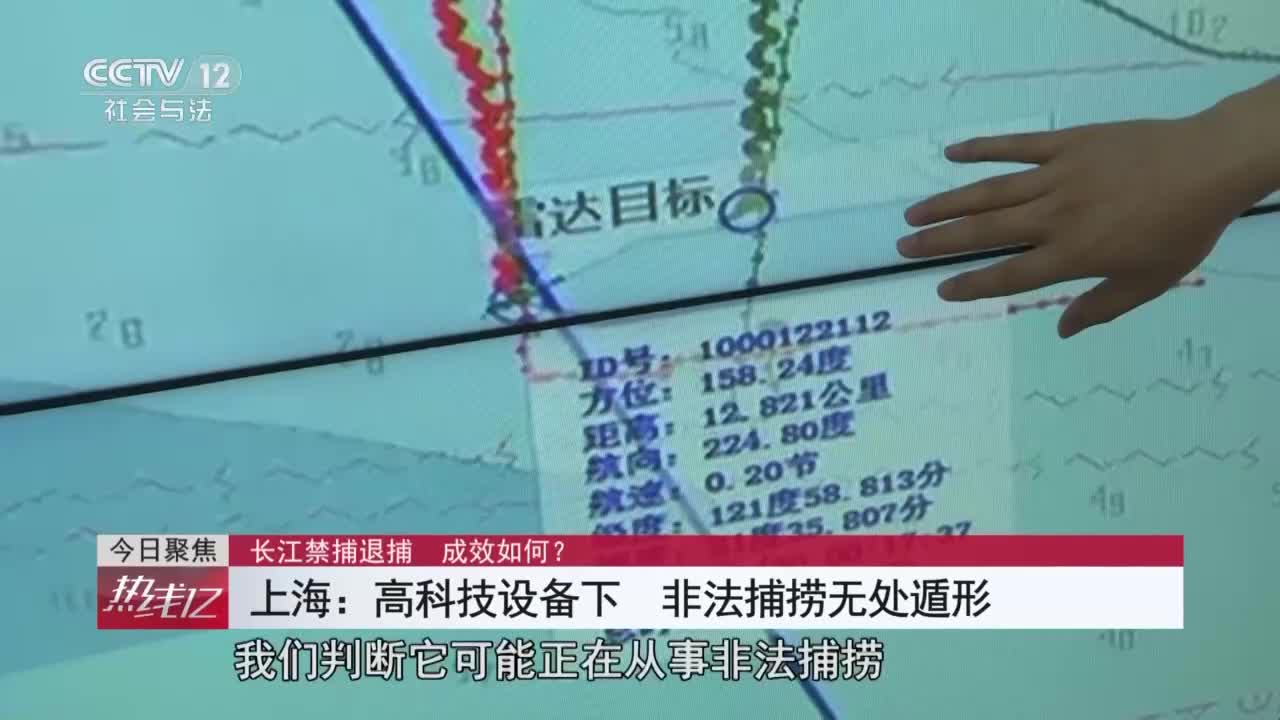 CCTV 12
社会与法
雷达目标
ID号: 1000122112
方位: 158.24度
距离: 12.821公里
航向: 224.80度
航速: 0.20节
经度: 121度58.813分
35.807分
今日聚焦
长江禁捕退捕 成效如何?
热线12
上海：高科技设备下 非法捕捞无处遁形
我们判断它可能正在从事非法捕捞